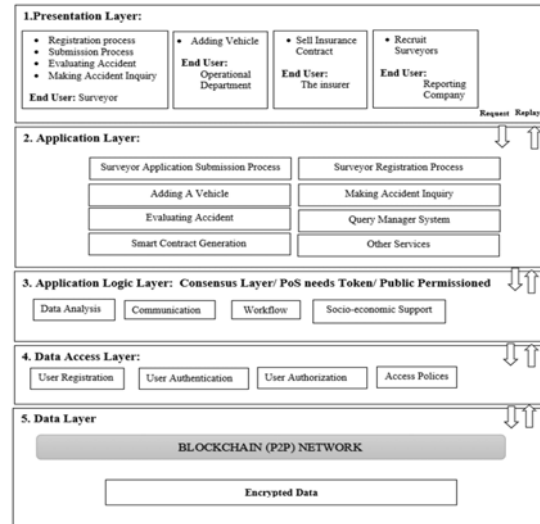 1.Presentation Layer:
• Registration process
• Submission Process
• Evaluating Accident
• Making Accident Inquiry
End User: Surveyor
• Adding Vehicle
End User:
Operational
Department
• Sell Insurance
Contract
End User:
The insurer
• Recruit
Surveyors
End User:
Reporting
Company
Request Replay
2. Application Layer:
Surveyor Application Submission Process
Surveyor Registration Process
Adding A Vehicle
Making Accident Inquiry
Evaluating Accident
Query Manager System
Smart Contract Generation
Other Services
3. Application Logic Layer: Consensus Layer/ PoS needs Token/ Public Permissioned
Data Analysis
Communication
Workflow
Socio-economic Support
4. Data Access Layer:
User Registration
User Authentication
User Authorization
Access Polices
5. Data Layer
BLOCKCHAIN (P2P) NETWORK
Encrypted Data